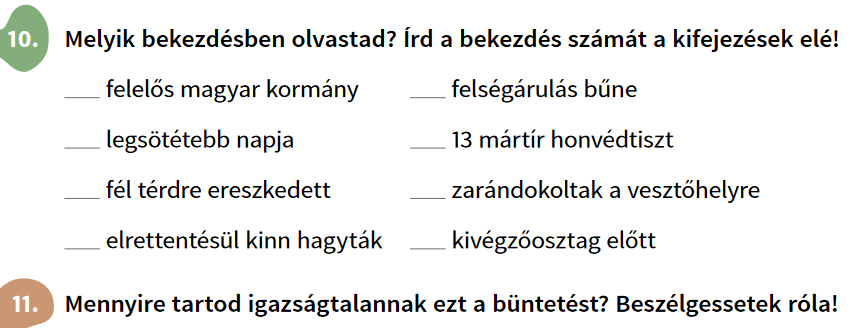 10. Melyik bekezdésben olvastad? Írd a bekezdés számát a kifejezések elé!
___ felelős magyar kormány ___ felségárulás bűne
___ legsötétebb napja ___ 13 mártír honvédtiszt
___ fél térdre ereszkedett ___ zarándokoltak a vesztőhelyre
___ elrettentésül kinn hagyták ___ kivégzőosztag előtt
11. Mennyire tartod igazságtalannak ezt a büntetést? Beszélgessetek róla!